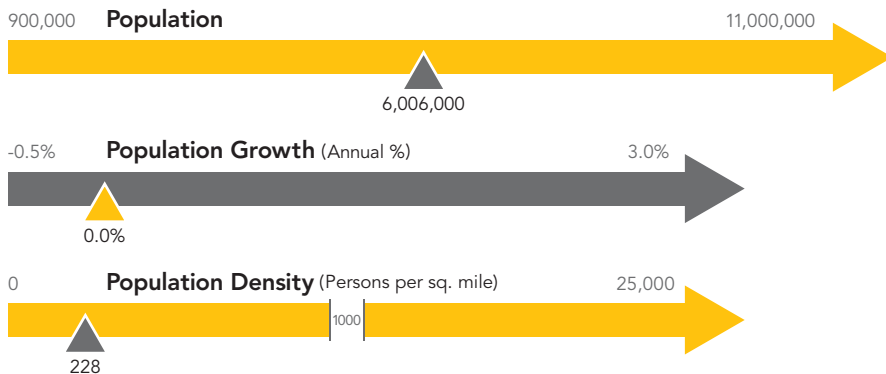 900,000 Population 11,000,000
6,006,000
-0.5% Population Growth (Annual %) 3.0%
0.0%
0 Population Density (Persons per sq. mile) 25,000
1000
228